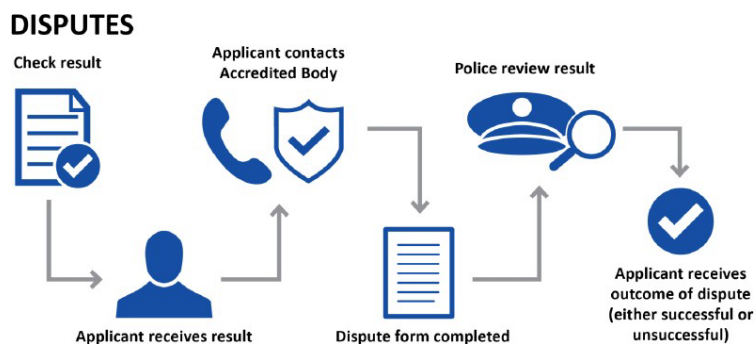 DISPUTES
Check result
Applicant receives result
Applicant contacts
Accredited Body
Dispute form completed
Police review result
Applicant receives
outcome of dispute
(either successful or
unsuccessful)